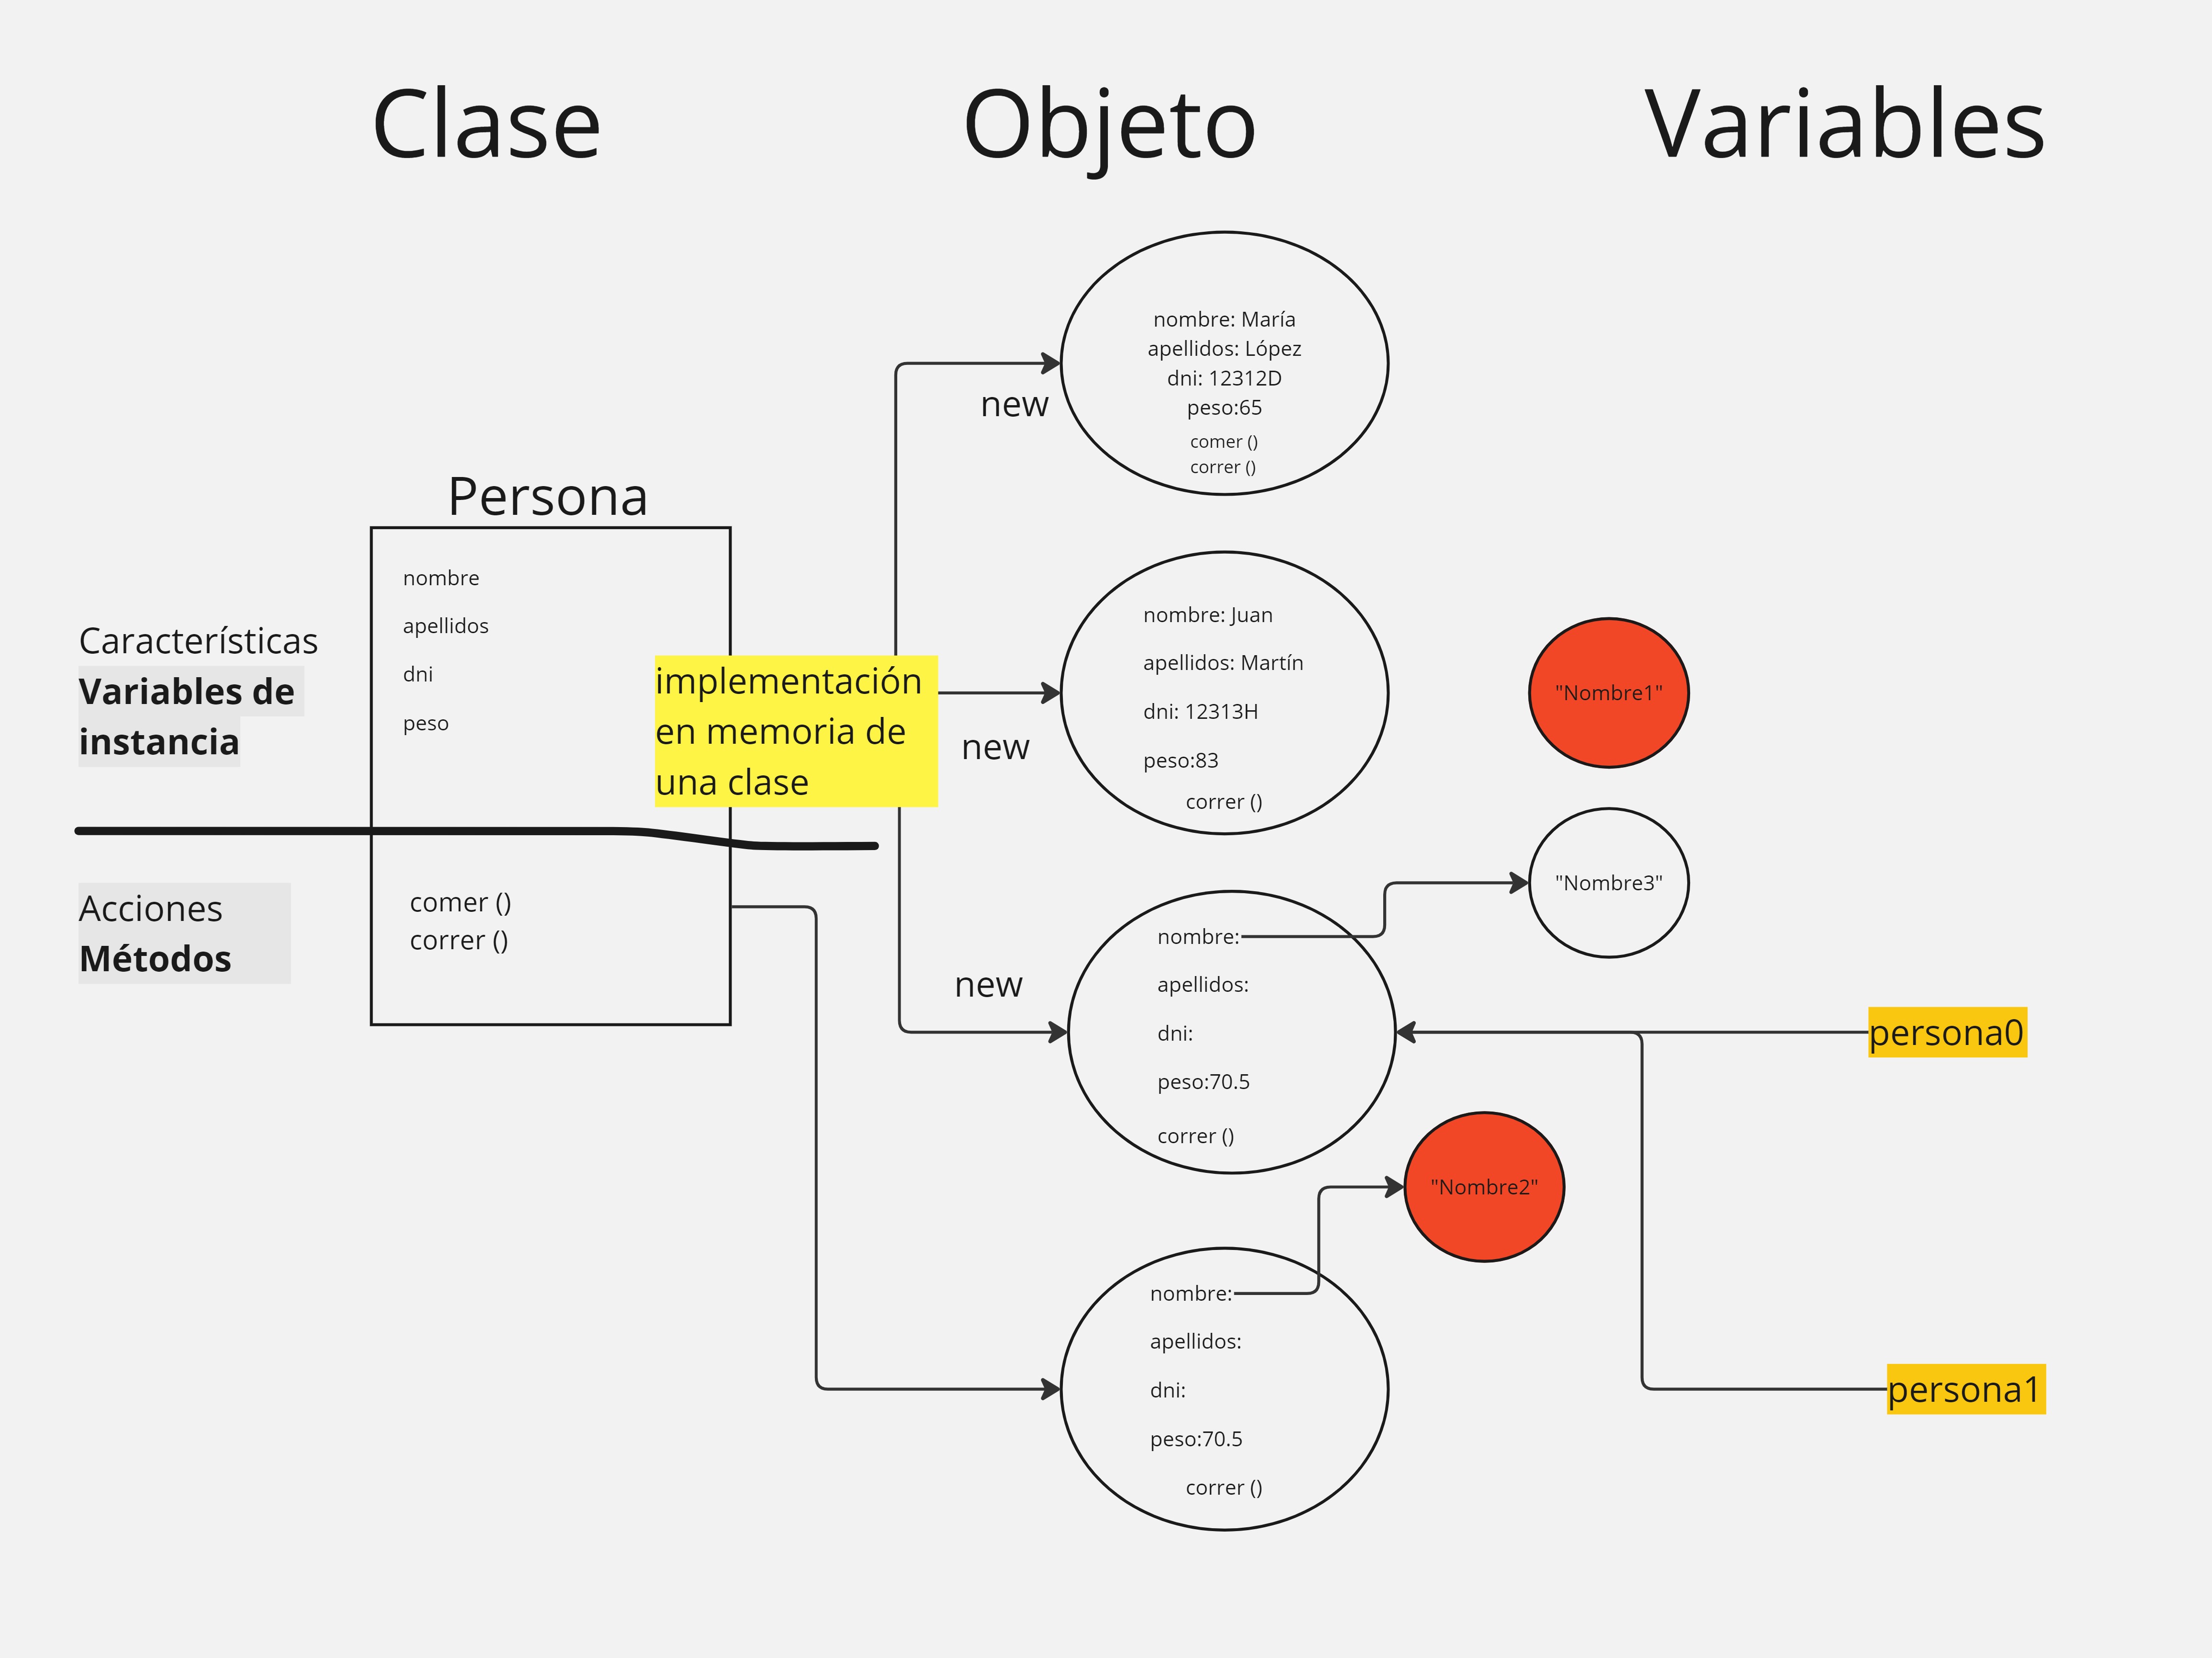 Clase
Objeto
Variables
Características
Variables de
instancia
Acciones
Métodos
Persona
nombre
apellidos
dni
peso
comer ()
correr ()
implementación
en memoria de
una clase
new
nombre: María
apellidos: López
dni: 12312D
peso:65
comer ()
correr ()
new
nombre: Juan
apellidos: Martín
dni: 12313H
peso:83
correr ()
"Nombre1"
"Nombre3"
new
nombre:
apellidos:
dni:
peso:70.5
correr ()
persona0
"Nombre2"
nombre:
apellidos:
dni:
peso:70.5
correr ()
persona1